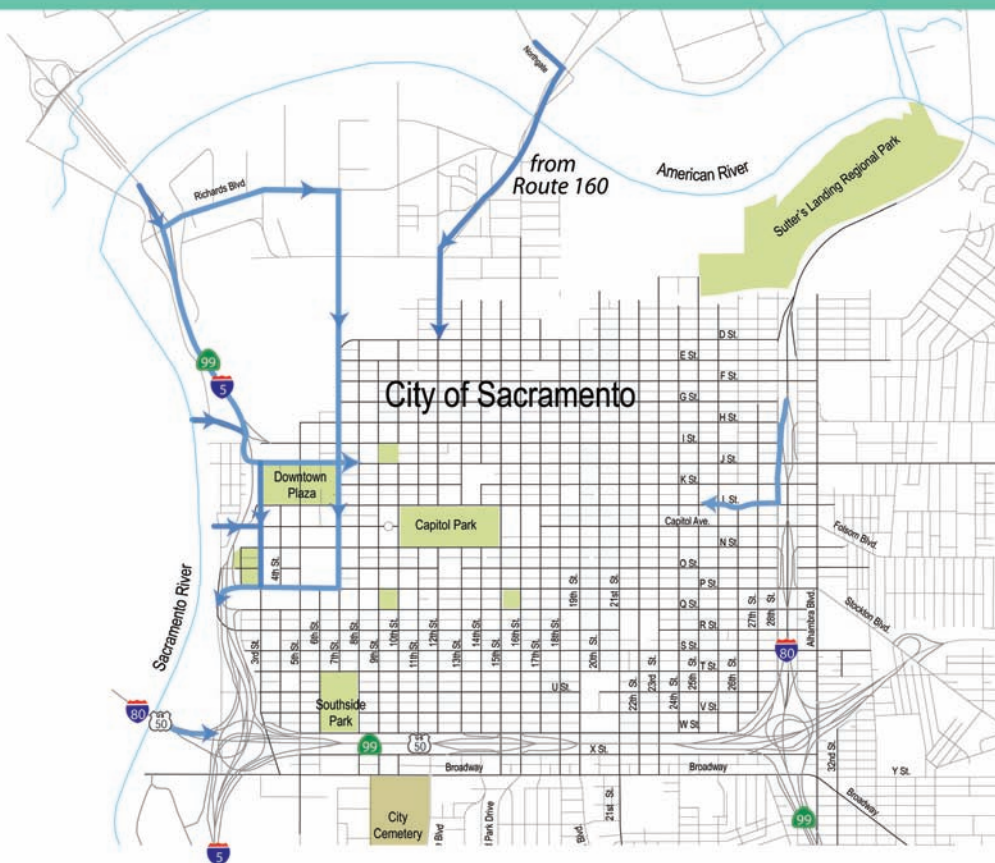 Northgate
from
Route 160
American River
Sutter's Landing Regional Park
Richards Blvd
D St.
E St.
F St.
99
5
City of Sacramento
G St.
H St.
I St.
J St.
Downtown
Plaza
K St.
L St.
Capitol Park
Capitol Ave.
N St.
Folsom Blvd.
O St.
4th St.
P St.
Sacramento River
Q St.
19th St.
21st St.
27th St.
28th St.
Alhambra Blvd.
Stockton Blvd.
R St.
3rd St.
5th St.
6th St.
7th St.
8th St.
9th St.
10th St.
11th St.
12th St.
13th St.
14th St.
15th St.
16th St.
17th St.
18th St.
20th St.
S St.
80
T St.
U St.
22th St.
23rd St.
24th St.
25th St.
26th St.
Southside
Park
V St.
80
US
50
W St.
99
US
50
X St.
32nd St.
Y St.
Broadway
Broadway
Broadway
City
Cemetery
Blvd
Park Drive
Blvd.
21st St.
99
5